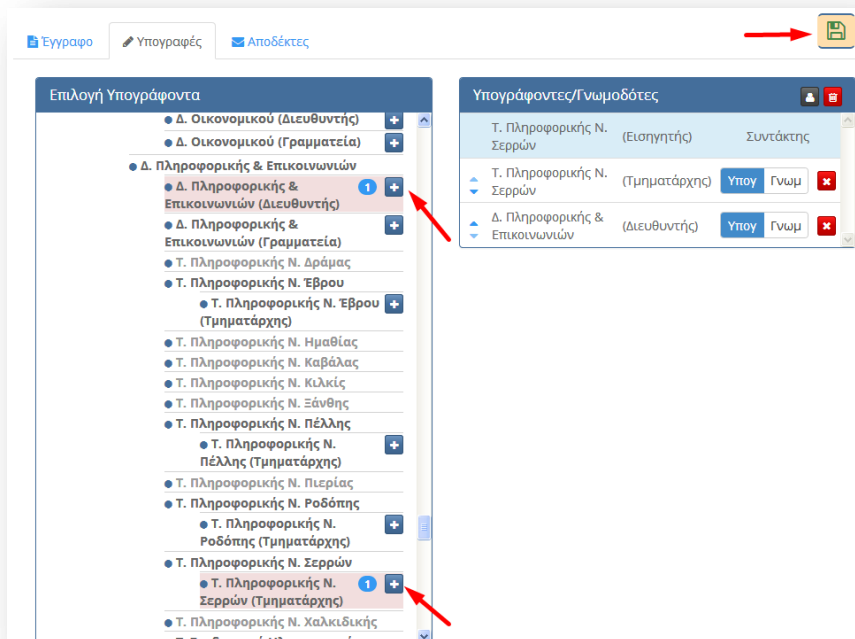 Έγγραφο
Υπογραφές
Αποδέκτες
Επιλογή Υπογράφοντα
Δ. Οικονομικού (Διευθυντής)
Δ. Οικονομικού (Γραμματεία)
Δ. Πληροφορικής & Επικοινωνιών
Δ. Πληροφορικής & 1
Επικοινωνιών (Διευθυντής)
Δ. Πληροφορικής &
Επικοινωνιών (Γραμματεία)
Τ. Πληροφορικής Ν. Δράμας
Τ. Πληροφορικής Ν. Έβρου
Τ. Πληροφορικής Ν. Έβρου
(Τμηματάρχης)
Τ. Πληροφορικής Ν. Ημαθίας
Τ. Πληροφορικής Ν. Καβάλας
Τ. Πληροφορικής Ν. Κιλκίς
Τ. Πληροφορικής Ν. Ξάνθης
Τ. Πληροφορικής Ν. Πέλλης
Τ. Πληροφορικής Ν.
Πέλλης (Τμηματάρχης)
Τ. Πληροφορικής Ν. Πιερίας
Τ. Πληροφορικής Ν. Ροδόπης
Τ. Πληροφορικής Ν.
Ροδόπης (Τμηματάρχης)
Τ. Πληροφορικής Ν. Σερρών
Τ. Πληροφορικής Ν. 1
Σερρών (Τμηματάρχης)
Τ. Πληροφορικής Ν. Χαλκιδικής
Υπογράφοντες/Γνωμοδότες
Τ. Πληροφορικής Ν.
Σερρών
(Εισηγητής)
Συντάκτης
Τ. Πληροφορικής Ν.
Σερρών
(Τμηματάρχης)
Υπογ Γνωμ
Δ. Πληροφορικής &
Επικοινωνιών
(Διευθυντής)
Υπογ Γνωμ